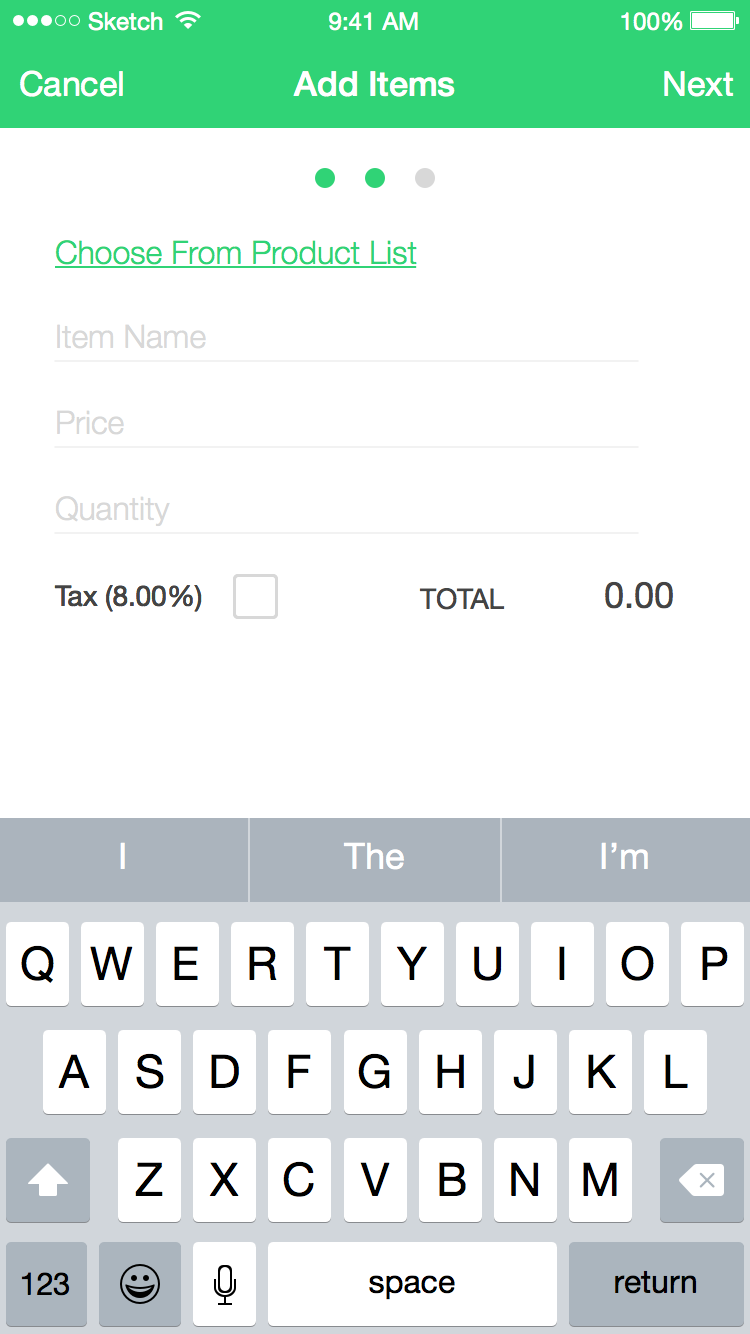 Sketch 9:41 AM 100%
Cancel Add Items Next
Choose From Product List
Item Name
Price
Quantity
Tax (8.00%) TOTAL 0.00
I The I’m
Q W E R T Y U I O P
A S D F G H J K L
Z X C V B N M
123 space return